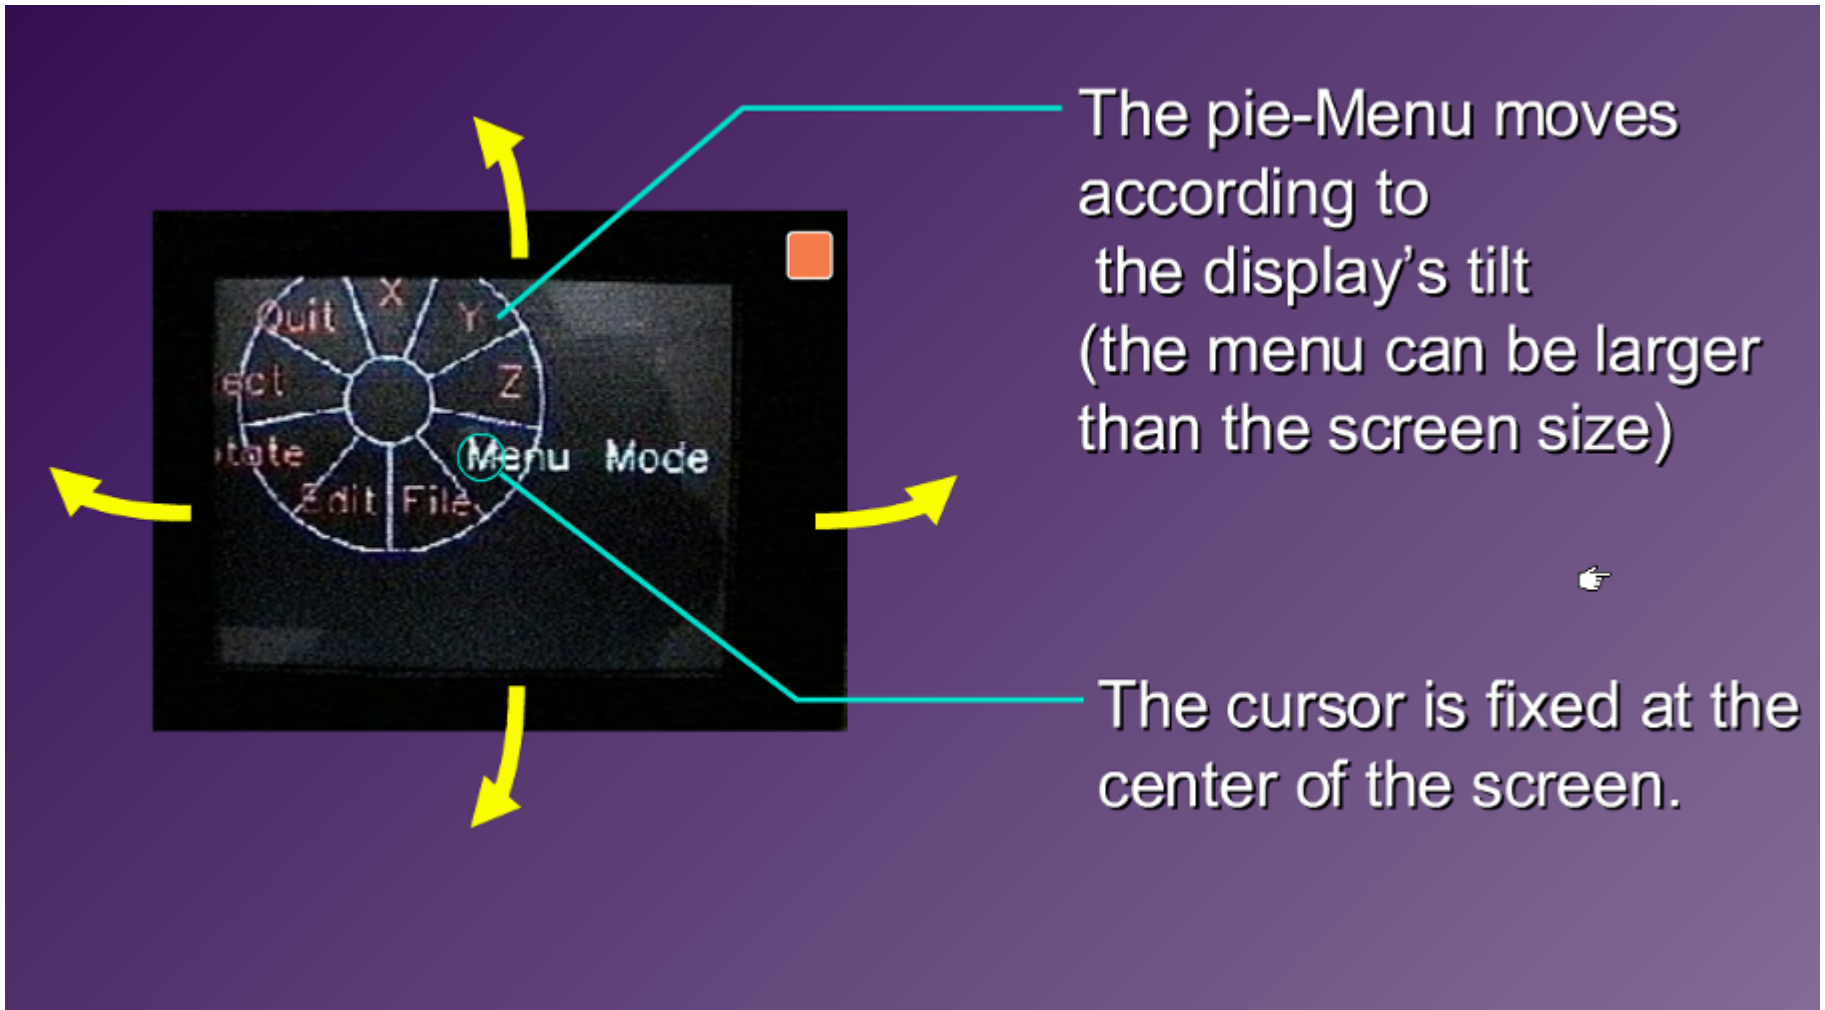 The pie-Menu moves
according to
the display's tilt
(the menu can be larger
than the screen size)
X
Quit
Y
ect
Z
tate
Menu Mode
Edit
File
The cursor is fixed at the
center of the screen.